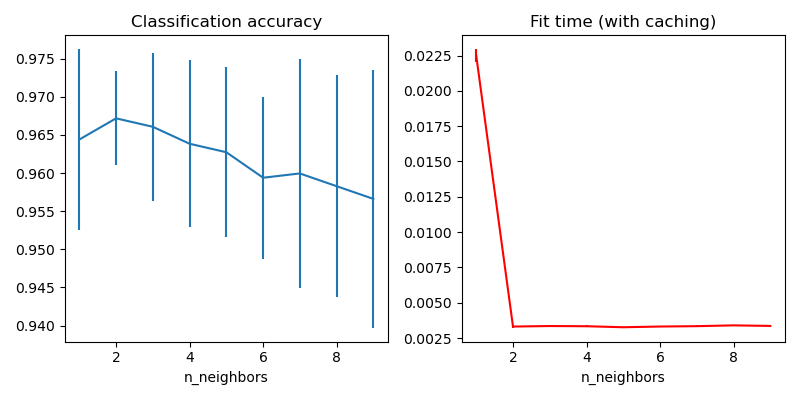 Classification accuracy
0.975
0.970
0.965
0.960
0.955
0.950
0.945
0.940
2 4 6 8
n_neighbors
Fit time (with caching)
0.0225
0.0200
0.0175
0.0150
0.0125
0.0100
0.0075
0.0050
0.0025
2 4 6 8
n_neighbors